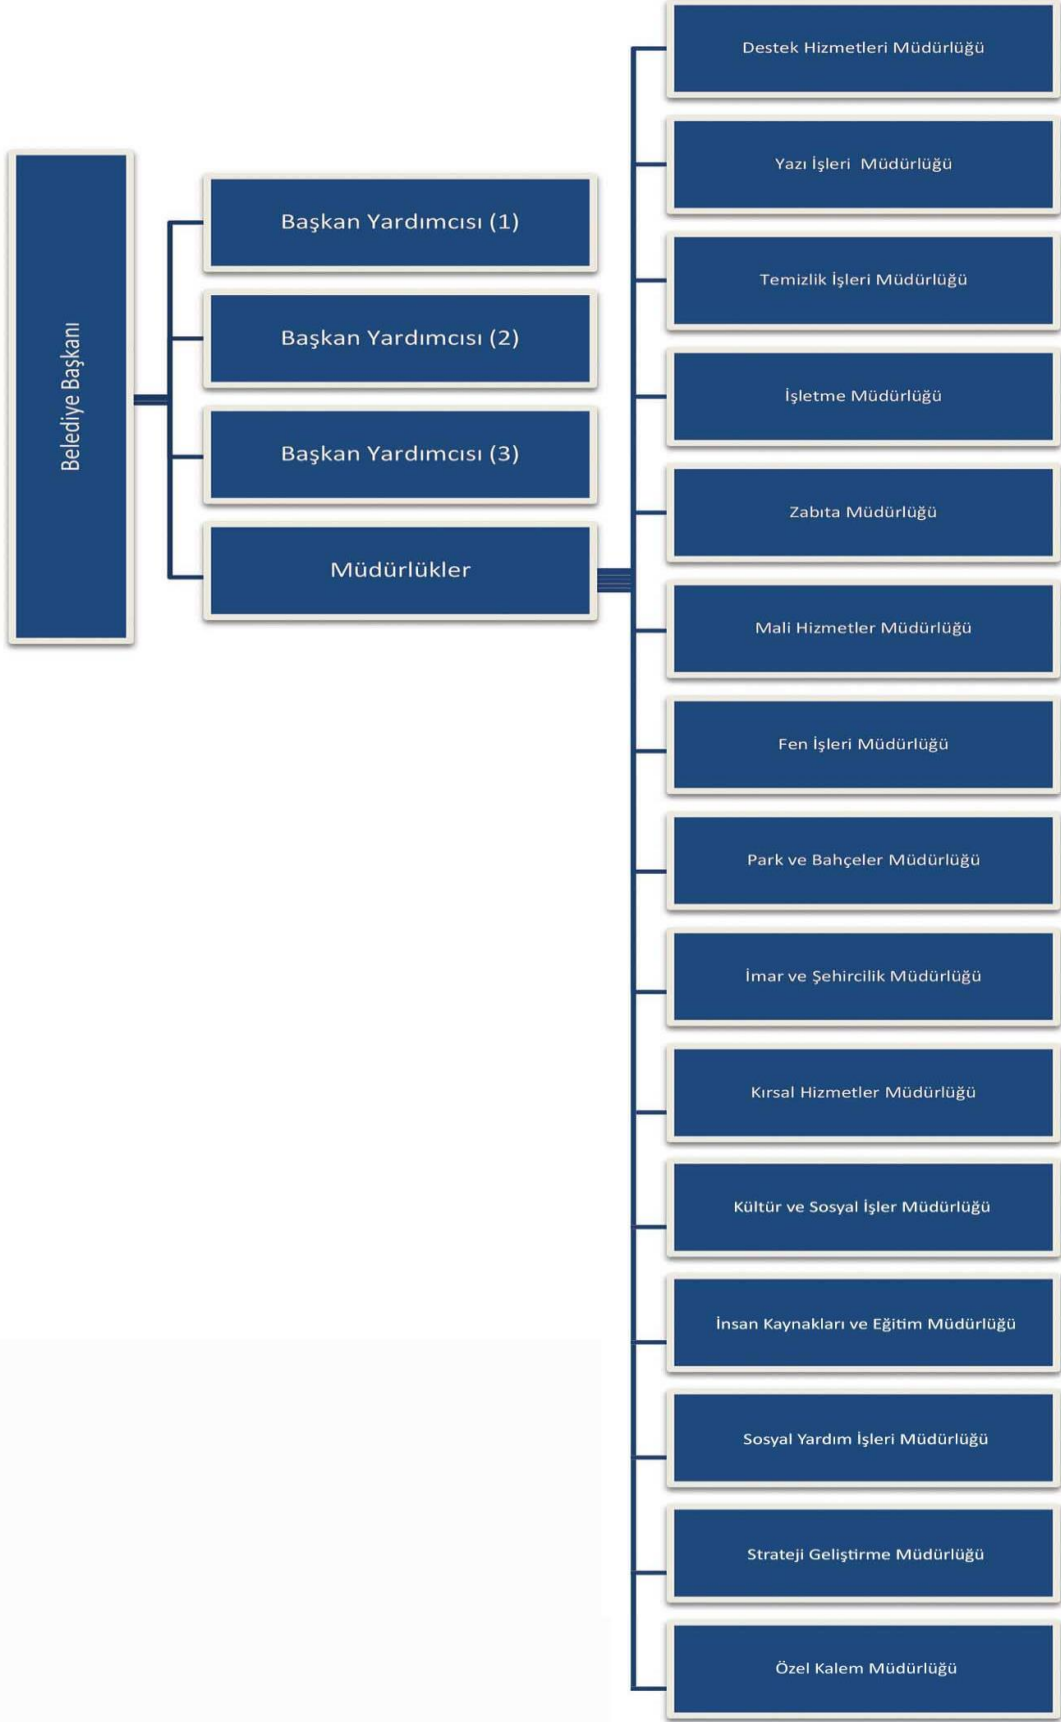 Belediye Başkanı
Başkan Yardımcısı (1)
Başkan Yardımcısı (2)
Başkan Yardımcısı (3)
Müdürlükler
Destek Hizmetleri Müdürlüğü
Yazı İşleri Müdürlüğü
Temizlik İşleri Müdürlüğü
İşletme Müdürlüğü
Zabıta Müdürlüğü
Mali Hizmetler Müdürlüğü
Fen İşleri Müdürlüğü
Park ve Bahçeler Müdürlüğü
İmar ve Şehircilik Müdürlüğü
Kırsal Hizmetler Müdürlüğü
Kültür ve Sosyal İşler Müdürlüğü
İnsan Kaynakları ve Eğitim Müdürlüğü
Sosyal Yardım İşleri Müdürlüğü
Strateji Geliştirme Müdürlüğü
Özel Kalem Müdürlüğü